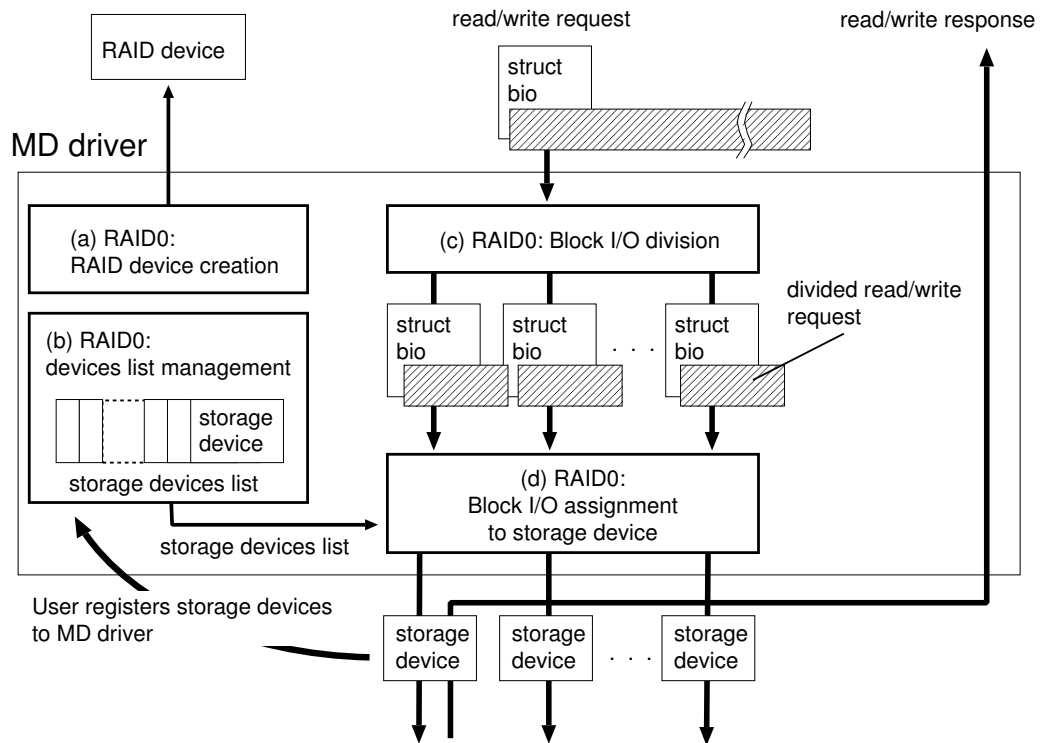 read/write request
read/write response
RAID device
struct
bio
MD driver
(a) RAID0:
RAID device creation
(c) RAID0: Block I/O division
divided read/write
request
struct
bio
struct
bio
. . .
struct
bio
(b) RAID0:
devices list management
storage
device
storage devices list
(d) RAID0:
Block I/O assignment
to storage device
storage devices list
User registers storage devices
to MD driver
storage
device
storage
device
. . .
storage
device